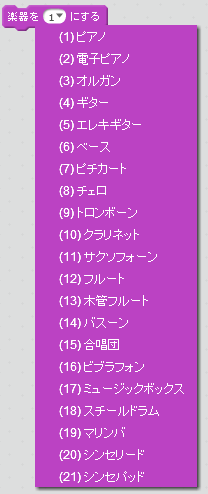 楽器を 1▼ にする
(1)ピアノ
(2)電子ピアノ
(3)オルガン
(4)ギター
(5)エレキギター
(6)ベース
(7)ピチカート
(8)チェロ
(9)トロンボーン
(10)クラリネット
(11)サクソフォーン
(12)フルート
(13)木管フルート
(14)バスーン
(15)合唱団
(16)ビブラフォン
(17)ミュージックボックス
(18)スチールドラム
(19)マリンバ
(20)シンセリード
(21)シンセパッド